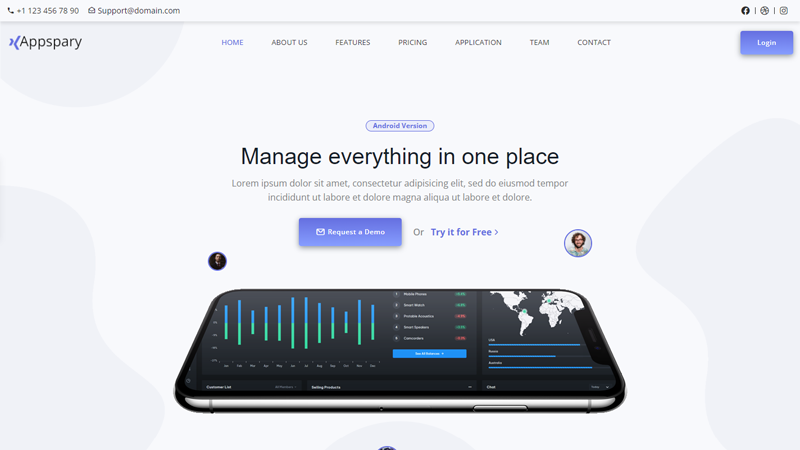 +1 123 456 78 90 Support@domain.com
Appspary
HOME ABOUT US FEATURES PRICING APPLICATION TEAM CONTACT
Login
Android Version
Manage everything in one place
Lorem ipsum dolor sit amet, consectetur adipisicing elit, sed do eiusmod tempor
incididunt ut labore et dolore magna aliqua ut labore et dolore.
Request a Demo Or Try it for Free
1 Mobile Phones
2 Smart Watch
3 Portable Acoustics
4 Smart Speakers
5 Camcorders
See All Balances
Jan Feb Mar Apr May Jun Jul Aug Sep Oct Nov Dec
USA
Russia
Australia
Customer List
Selling Products
Chat
Today